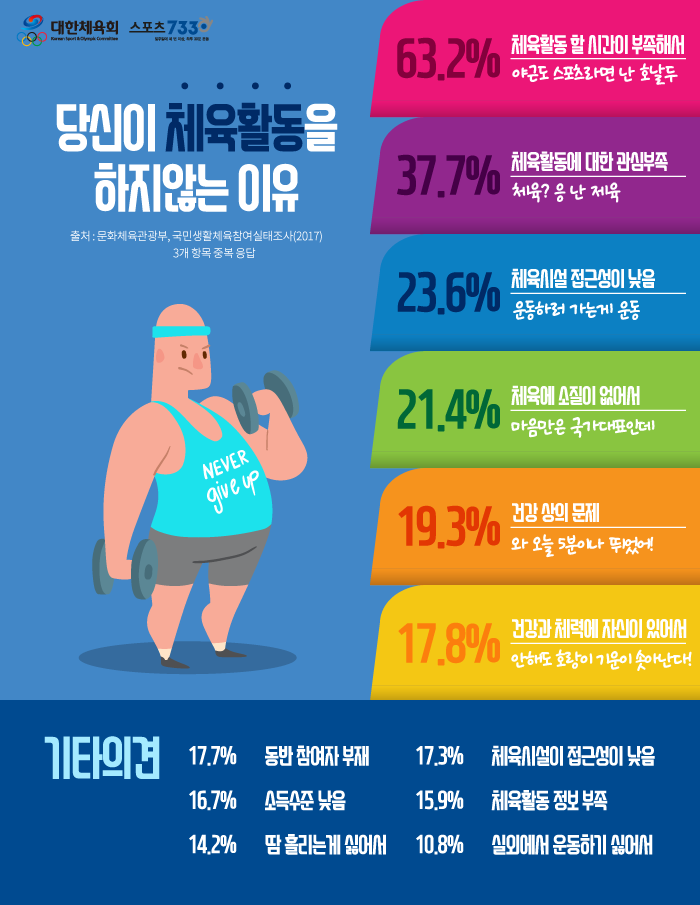 대한체육회
Korean Sport & Olympic Committee
스포츠 7330
당신이 체육활동을
하지않는 이유
출처 : 문화체육관광부, 국민생활체육참여실태조사(2017)
3개 항목 중복 응답
63.2%
체육활동 할 시간이 부족해서
야근도 스포츠라면 난 호날두
37.7%
체육활동에 대한 관심부족
체육? 응 난 제육
23.6%
체육시설 접근성이 낮음
운동하러 가는게 운동
21.4%
체육에 소질이 없어서
마음만은 국가대표인데
19.3%
건강 상의 문제
와 오늘 5분이나 뛰었어!
17.8%
건강과 체력에 자신이 있어서
안해도 호랑이 기운이 솟아난다!
NEVER
give up
기타의견
17.7% 동반 참여자 부재
17.3% 체육시설이 접근성이 낮음
16.7% 소득수준 낮음
15.9% 체육활동 정보 부족
14.2% 땀 흘리는게 싫어서
10.8% 실외에서 운동하기 싫어서